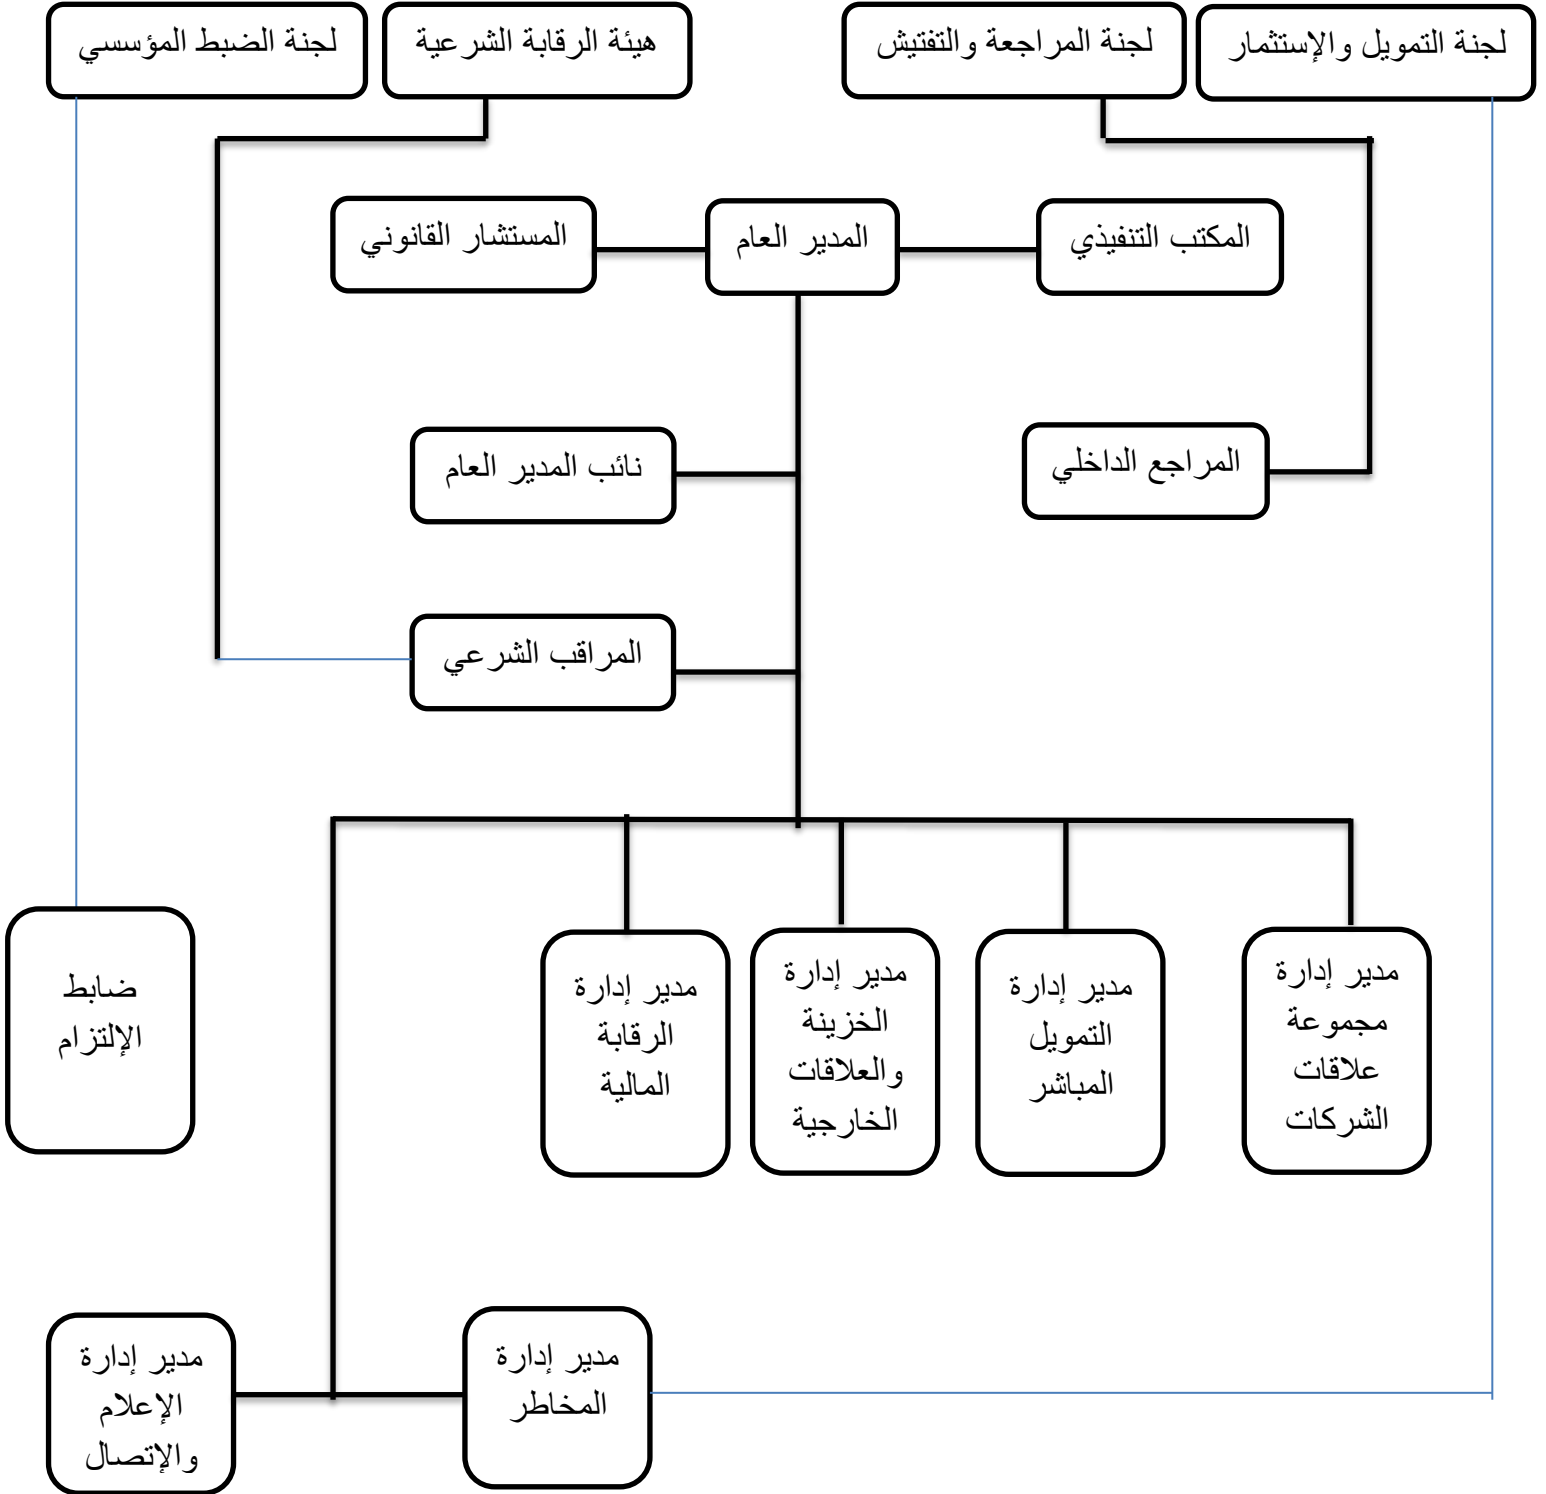 لجنة التمويل والإستثمار
لجنة المراجعة والتفتيش
هيئة الرقابة الشرعية
لجنة الضبط المؤسسي
المكتب التنفيذي
المدير العام
المستشار القانوني
المراجع الداخلي
نائب المدير العام
المراقب الشرعي
مدير إدارة
مجموعة
علاقات
الشركات
مدير إدارة
التمويل
المباشر
مدير إدارة
الخزينة
والعلاقات
الخارجية
مدير إدارة
الرقابة
المالية
ضابط
الإلتزام
مدير إدارة
المخاطر
مدير إدارة
الإعلام
والإتصال